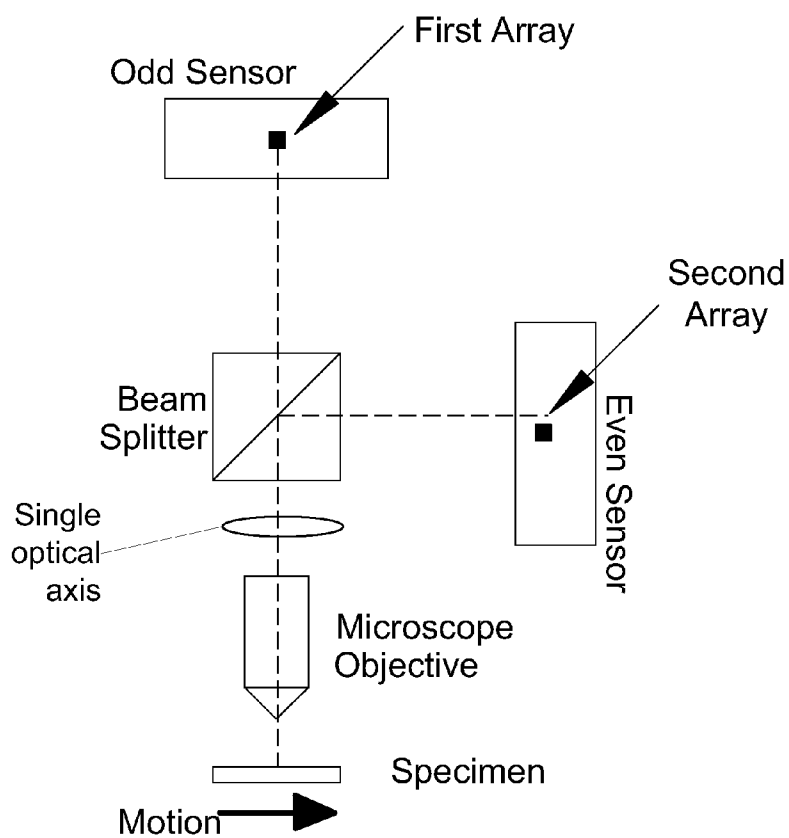 First Array
Odd Sensor
Second
Array
Beam
Splitter
Even Sensor
Single
optical
axis
Microscope
Objective
Specimen
Motion